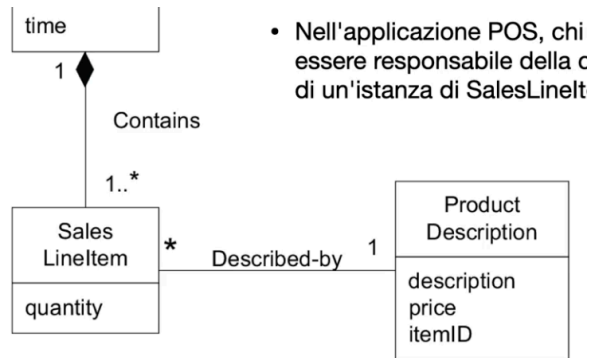 time
• Nell'applicazione POS, chi
essere responsabile della
di un'istanza di
1
Contains
1..*
Sales
LineItem
quantity
*
Described-by
1
Product
Description
description
price
itemID